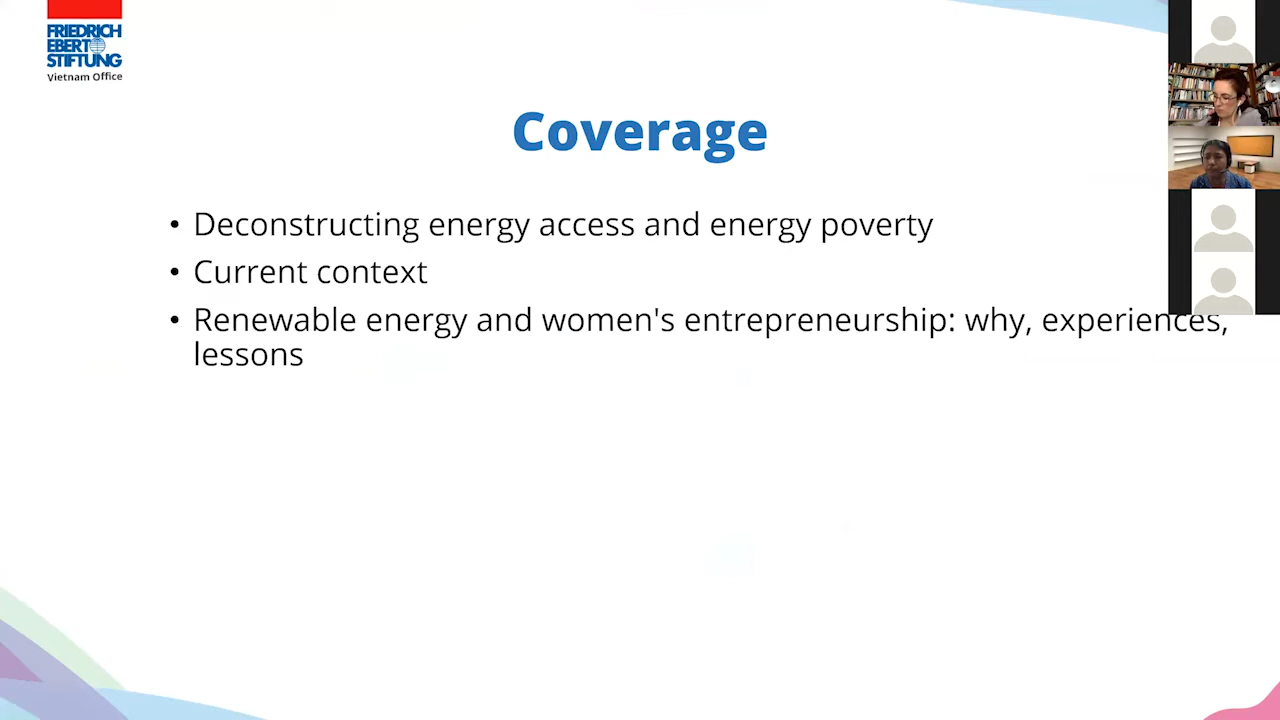 FRIEDRICH
EBERT
STIFTUNG
Vietnam Office
Coverage
• Deconstructing energy access and energy poverty
• Current context
• Renewable energy and women's entrepreneurship: why, experiences,
lessons